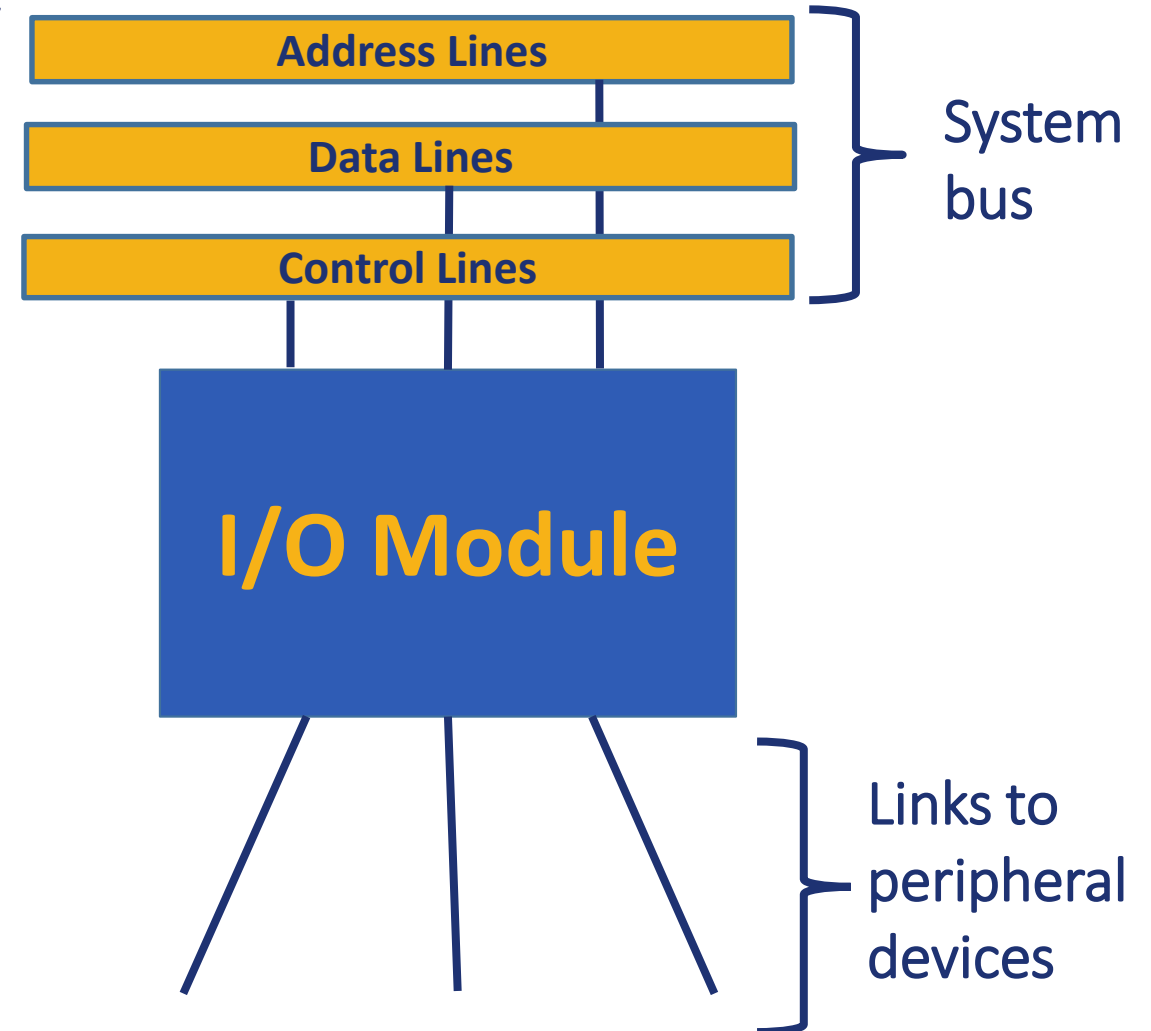 Address Lines
Data Lines
Control Lines
System
bus
I/O Module
Links to
peripheral
devices